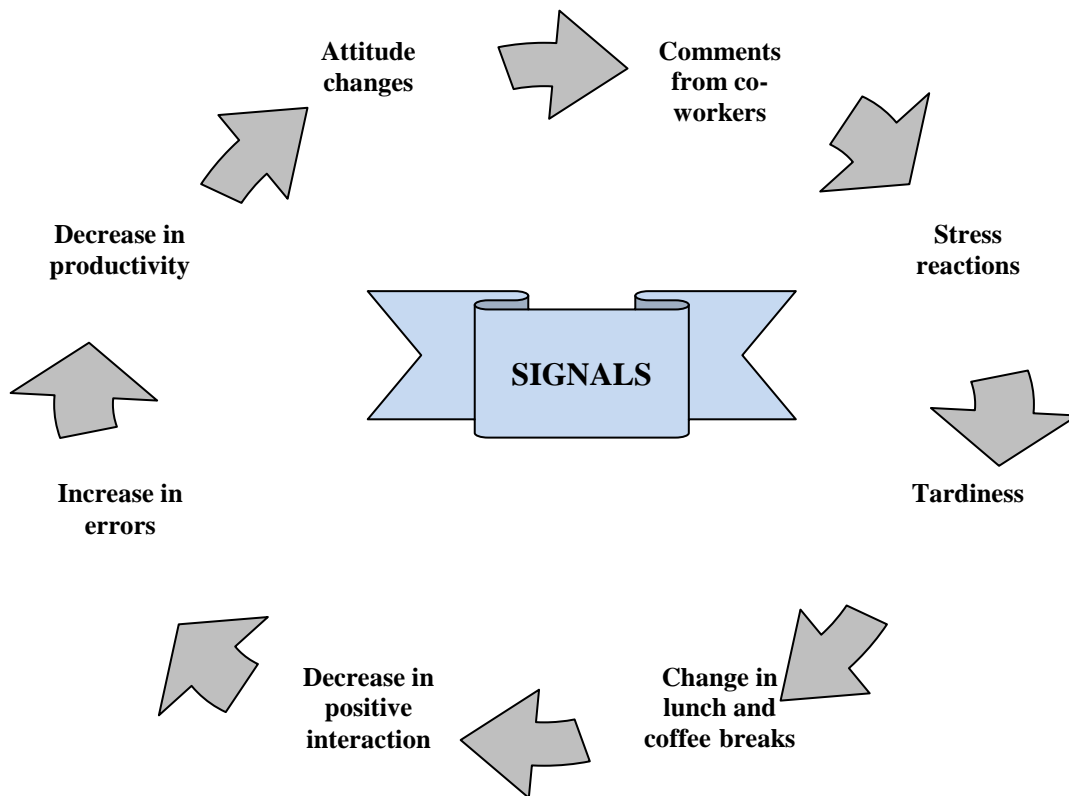 Attitude
changes
Comments
from co-
workers
Stress
reactions
Tardiness
Change in
lunch and
coffee breaks
Decrease in
positive
interaction
Increase in
errors
Decrease in
productivity
SIGNALS